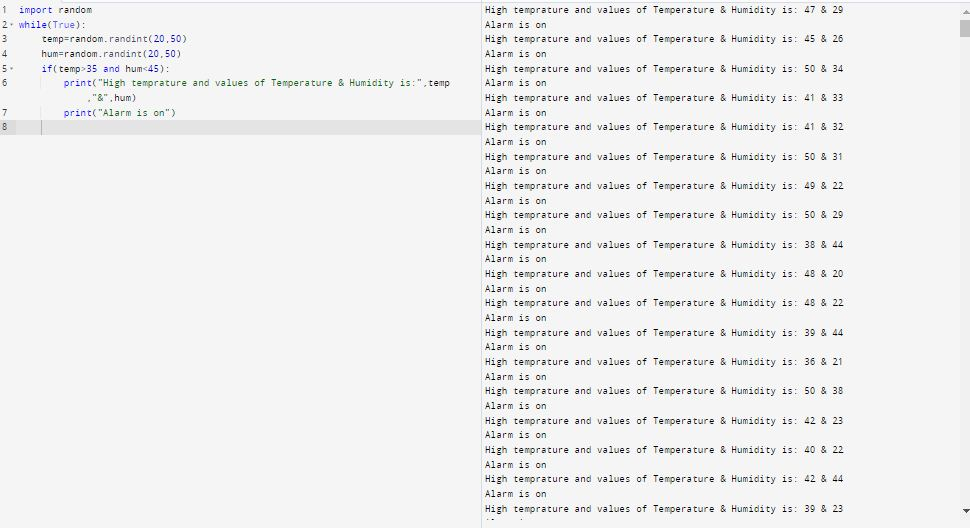 1 import random
2 while(True):
3 temp=random.randint(20,50)
4 hum=random.randint(20,50)
5 if(temp>35 and hum<45):
6 print("High temprature and values of Temperature & Humidity is:",temp
,"&",hum)
7 print("Alarm is on")
8
High temprature and values of Temperature & Humidity is: 47 & 29
Alarm is on
High temprature and values of Temperature & Humidity is: 45 & 26
Alarm is on
High temprature and values of Temperature & Humidity is: 50 & 34
Alarm is on
High temprature and values of Temperature & Humidity is: 41 & 33
Alarm is on
High temprature and values of Temperature & Humidity is: 41 & 32
Alarm is on
High temprature and values of Temperature & Humidity is: 50 & 31
Alarm is on
High temprature and values of Temperature & Humidity is: 49 & 22
Alarm is on
High temprature and values of Temperature & Humidity is: 50 & 29
Alarm is on
High temprature and values of Temperature & Humidity is: 38 & 44
Alarm is on
High temprature and values of Temperature & Humidity is: 48 & 20
Alarm is on
High temprature and values of Temperature & Humidity is: 48 & 22
Alarm is on
High temprature and values of Temperature & Humidity is: 39 & 44
Alarm is on
High temprature and values of Temperature & Humidity is: 36 & 21
Alarm is on
High temprature and values of Temperature & Humidity is: 50 & 38
Alarm is on
High temprature and values of Temperature & Humidity is: 42 & 23
Alarm is on
High temprature and values of Temperature & Humidity is: 40 & 22
Alarm is on
High temprature and values of Temperature & Humidity is: 42 & 44
Alarm is on
High temprature and values of Temperature & Humidity is: 39 & 23